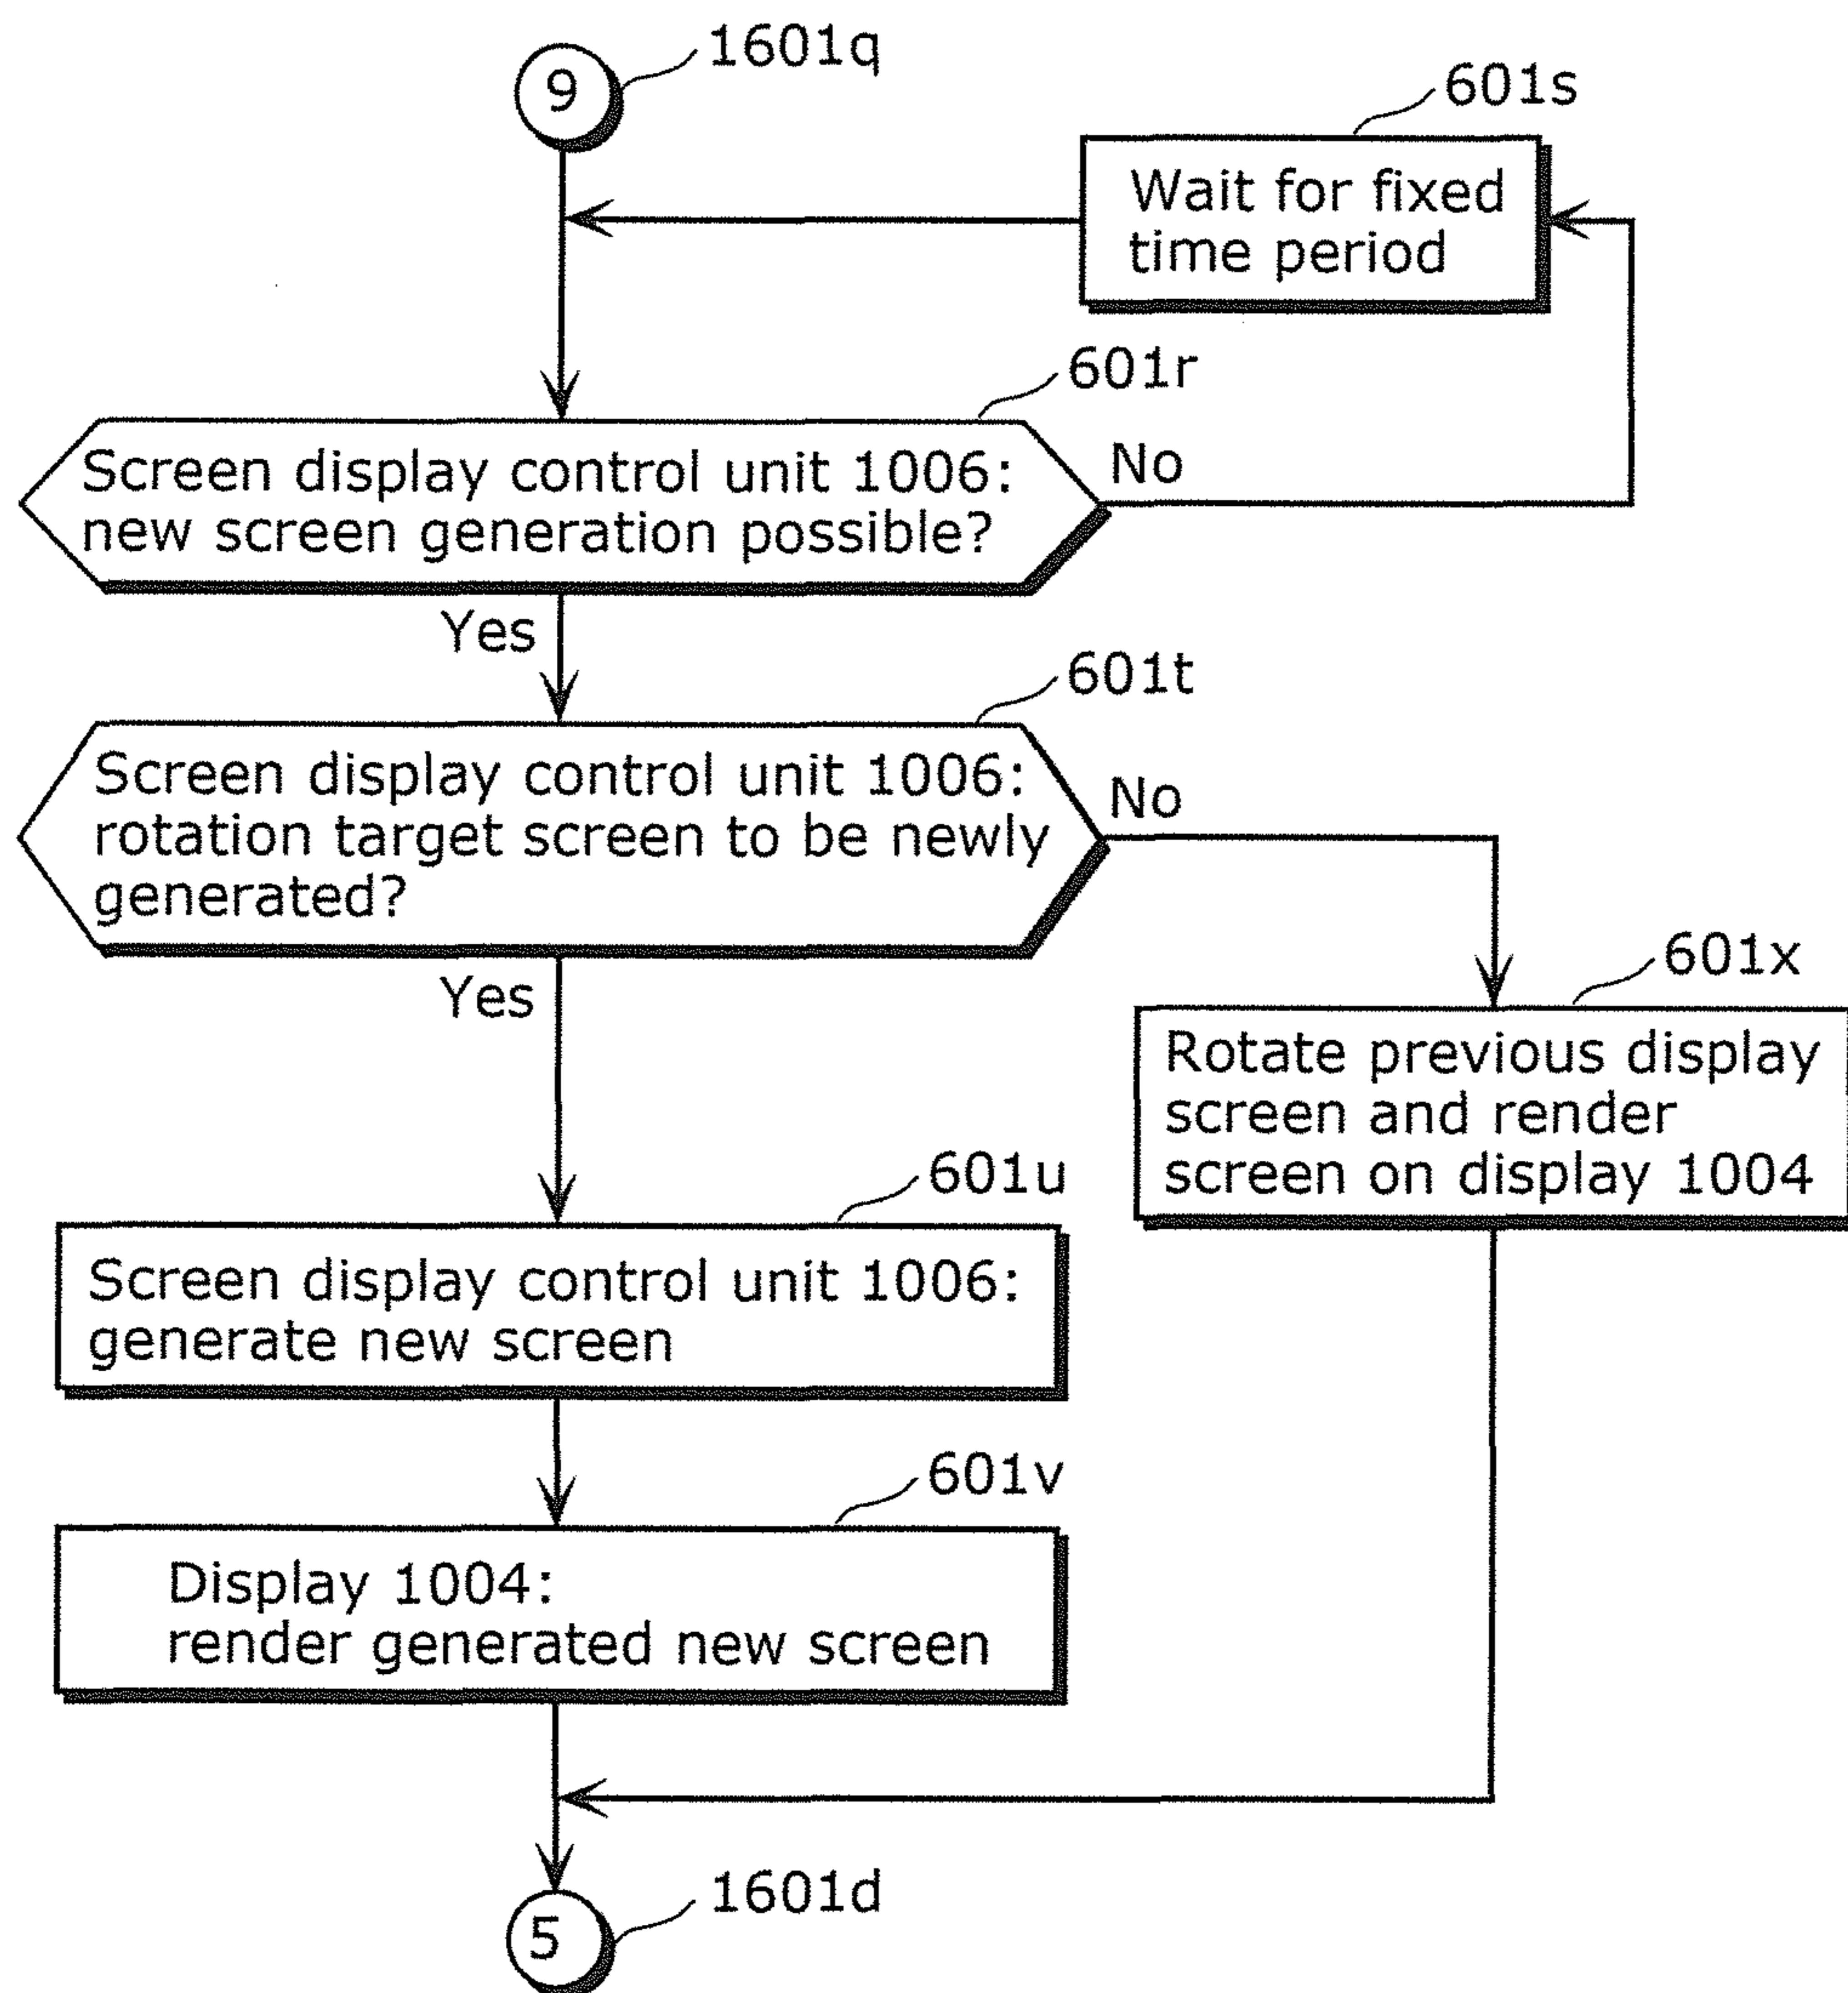 9
1601q
601s
Wait for fixed
time period
601r
Screen display control unit 1006:
new screen generation possible?
No
Yes
601t
Screen display control unit 1006:
rotation target screen to be newly
generated?
No
Yes
601x
Rotate previous display
screen and render
screen on display 1004
601u
Screen display control unit 1006:
generate new screen
601v
Display 1004:
render generated new screen
5
1601d